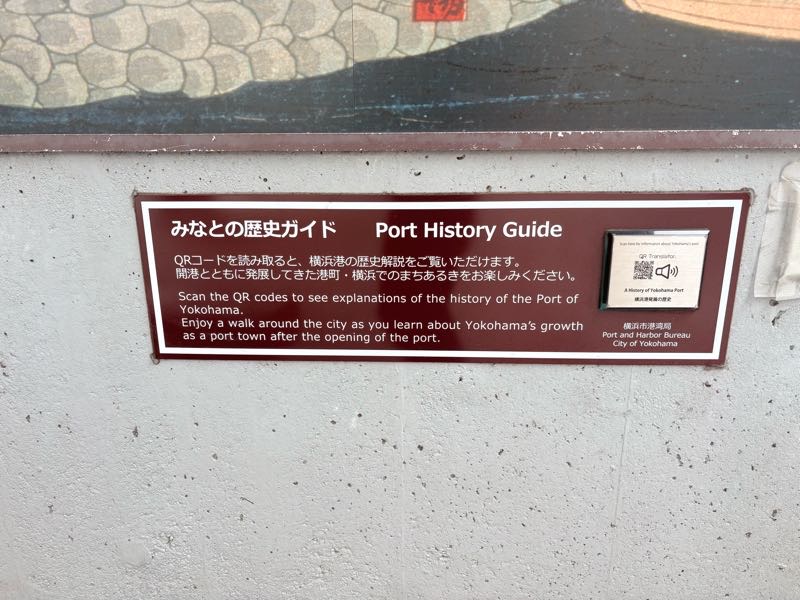 みなとの歴史ガイド Port History Guide
QRコードを読み取ると、横浜港の歴史解説をご覧いただけます。
開港とともに発展してきた港町・横浜でのまちあるきをお楽しみください。
Scan the QR codes to see explanations of the history of the Port of
Yokohama.
Enjoy a walk around the city as you learn about Yokohama's growth
as a port town after the opening of the port.
QR Translator.
A History of Yokohama Port
横浜港発展の歴史
横浜市港湾局
Port and Harbor Bureau
City of Yokohama